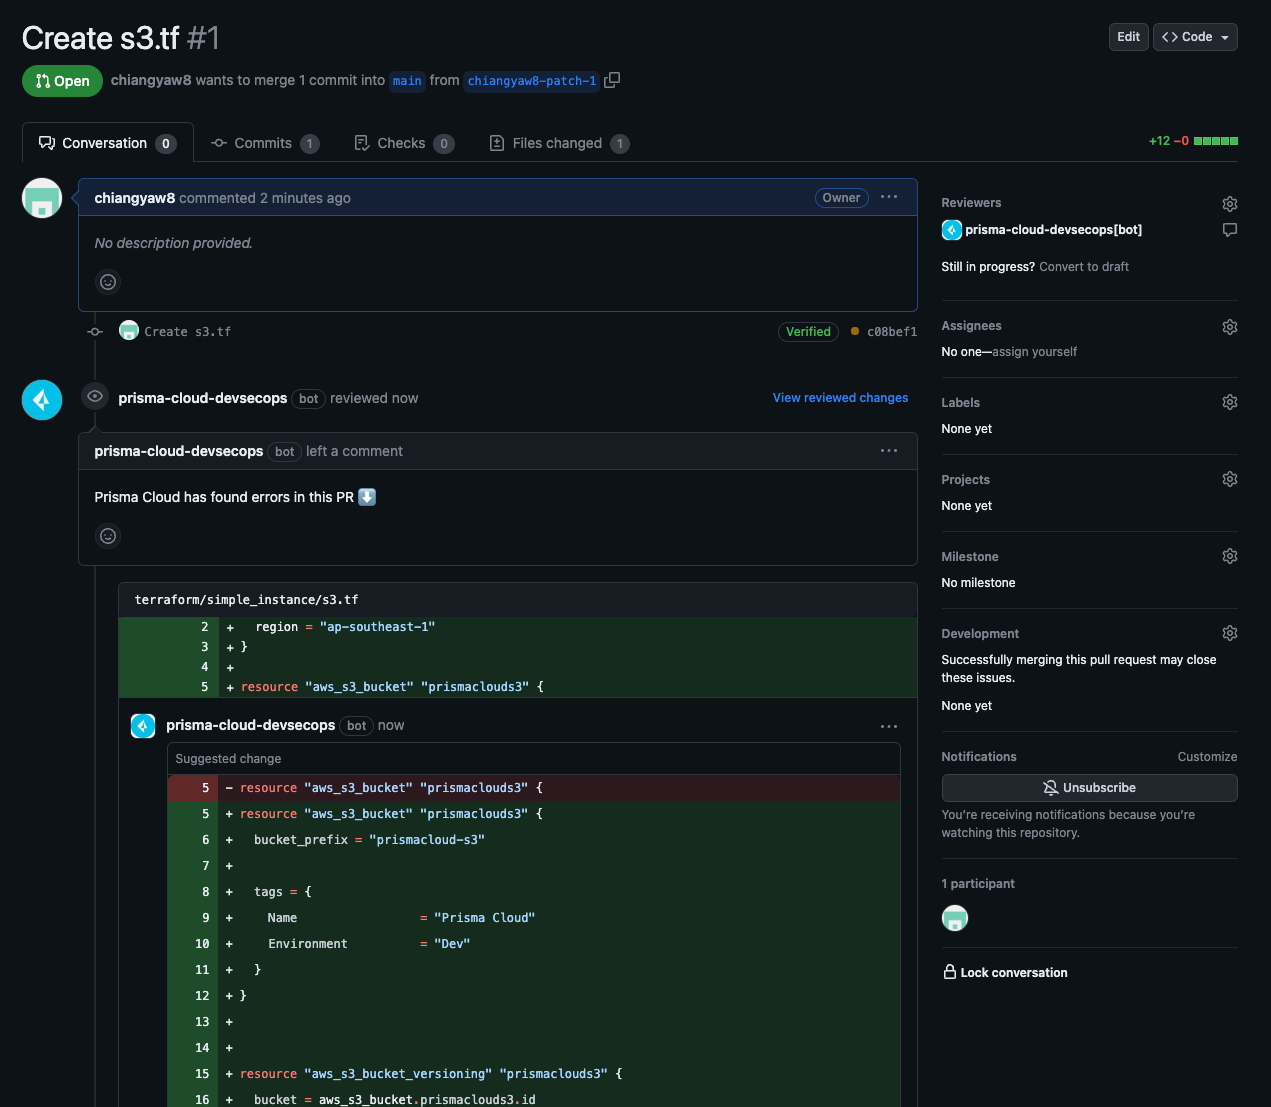 Create s3.tf #1
Edit
<> Code
Open
chiangyaw8 wants to merge 1 commit into main from chiangyaw8-patch-1
Conversation 0
Commits 1
Checks 0
Files changed 1
+12 −0
chiangyaw8 commented 2 minutes ago
Owner
No description provided.
Create s3.tf
Verified
c08bef1
prisma-cloud-devsecops bot reviewed now
View reviewed changes
prisma-cloud-devsecops bot left a comment
Prisma Cloud has found errors in this PR ⬇️
terraform/simple_instance/s3.tf
2 + region = "ap-southeast-1"
3 + }
4 +
5 + resource "aws_s3_bucket" "prismaclouds3" {
prisma-cloud-devsecops bot now
Suggested change
5 − resource "aws_s3_bucket" "prismaclouds3" {
5 + resource "aws_s3_bucket" "prismaclouds3" {
6 + bucket_prefix = "prismacloud-s3"
7 +
8 + tags = {
9 + Name = "Prisma Cloud"
10 + Environment = "Dev"
11 + }
12 + }
13 +
14 +
15 + resource "aws_s3_bucket_versioning" "prismaclouds3" {
16 + bucket = aws_s3_bucket.prismaclouds3.id
Reviewers
prisma-cloud-devsecops[bot]
Still in progress? Convert to draft
Assignees
No one—assign yourself
Labels
None yet
Projects
None yet
Milestone
No milestone
Development
Successfully merging this pull request may close
these issues.
None yet
Notifications
Customize
Unsubscribe
You're receiving notifications because you're
watching this repository.
1 participant
Lock conversation